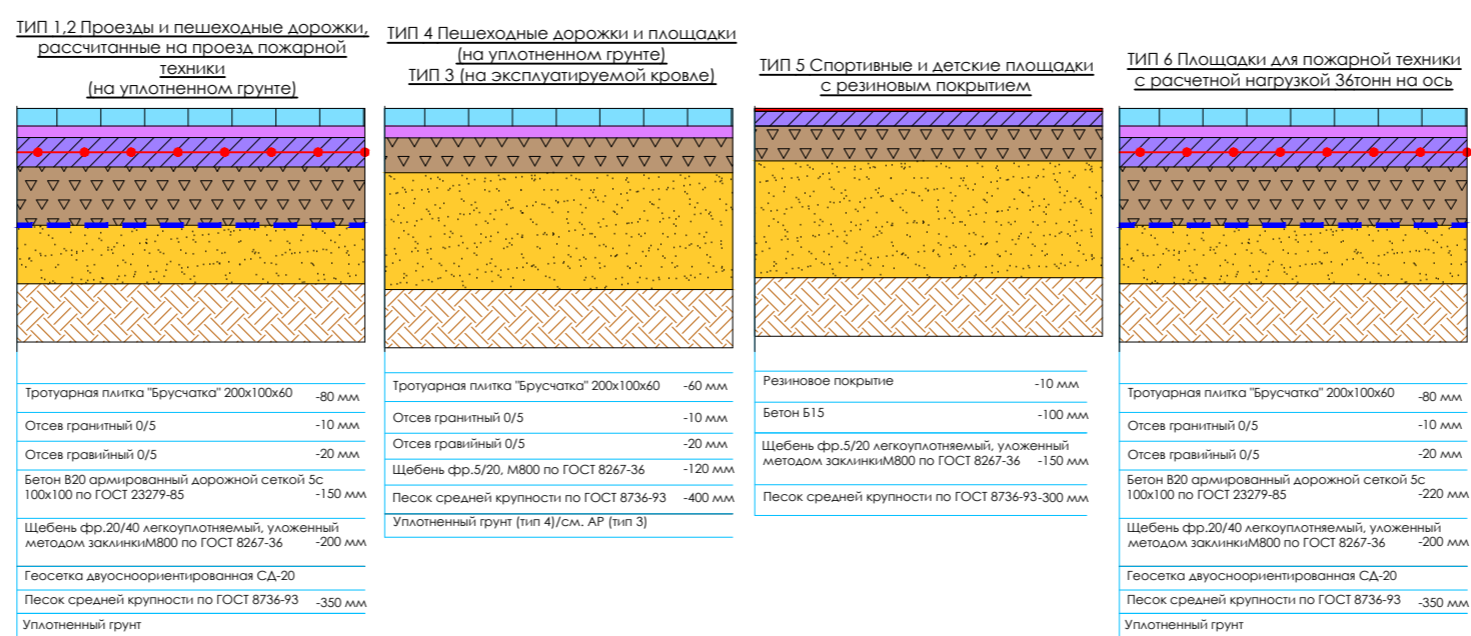 ТИП 1,2 Проезды и пешеходные дорожки,
рассчитанные на проезд пожарной
техники
(на уплотненном грунте)
Тротуарная плитка "Брусчатка" 200х100х60 -80 мм
Отсев гранитный 0/5 -10 мм
Отсев гравийный 0/5 -20 мм
Бетон В20 армированный дорожной сеткой 5с
100х100 по ГОСТ 23279-85 -150 мм
Щебень фр.20/40 легкоуплотняемый, уложенный
методом заклинкиМ800 по ГОСТ 8267-36 -200 мм
Геосетка двуосноориентированная СД-20
Песок средней крупности по ГОСТ 8736-93 -350 мм
Уплотненный грунт
ТИП 4 Пешеходные дорожки и площадки
(на уплотненном грунте)
ТИП 3 (на эксплуатируемой кровле)
Тротуарная плитка "Брусчатка" 200х100х60 -60 мм
Отсев гранитный 0/5 -10 мм
Отсев гравийный 0/5 -20 мм
Щебень фр.5/20, М800 по ГОСТ 8267-36 -120 мм
Песок средней крупности по ГОСТ 8736-93 -400 мм
Уплотненный грунт (тип 4)/см. АР (тип 3)
ТИП 5 Спортивные и детские площадки
с резиновым покрытием
Резиновое покрытие -10 мм
Бетон Б15 -100 мм
Щебень фр.5/20 легкоуплотняемый, уложенный
методом заклинкиМ800 по ГОСТ 8267-36 -150 мм
Песок средней крупности по ГОСТ 8736-93-300 мм
ТИП 6 Площадки для пожарной техники
с расчетной нагрузкой 36тонн на ось
Тротуарная плитка "Брусчатка" 200х100х60 -80 мм
Отсев гранитный 0/5 -10 мм
Отсев гравийный 0/5 -20 мм
Бетон В20 армированный дорожной сеткой 5с
100х100 по ГОСТ 23279-85 -220 мм
Щебень фр.20/40 легкоуплотняемый, уложенный
методом заклинкиМ800 по ГОСТ 8267-36 -200 мм
Геосетка двуосноориентированная СД-20
Песок средней крупности по ГОСТ 8736-93 -350 мм
Уплотненный грунт